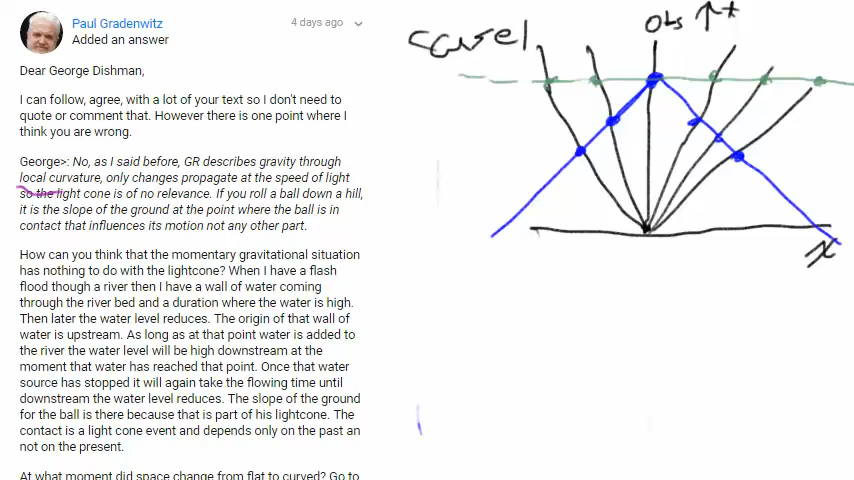 Paul Gradenwitz
4 days ago
Added an answer
Dear George Dishman,
I can follow, agree, with a lot of your text so I don't need to
quote or comment that. However there is one point where I
think you are wrong.
George>: No, as I said before, GR describes gravity through
local curvature, only changes propagate at the speed of light
so the light cone is of no relevance. If you roll a ball down a hill,
it is the slope of the ground at the point where the ball is in
contact that influences its motion not any other part.
How can you think that the momentary gravitational situation
has nothing to do with the lightcone? When I have a flash
flood though a river then I have a wall of water coming
through the river bed and a duration where the water is high.
Then later the water level reduces. The origin of that wall of
water is upstream. As long as at that point water is added to
the river the water level will be high downstream at the
moment that water has reached that point. Once that water
source has stopped it will again take the flowing time until
downstream the water level reduces. The slope of the ground
for the ball is there because that is part of his lightcone. The
contact is a light cone event and depends only on the past an
not on the present.
At what moment did space change from flat to curved? Go to
Obs ↑+
x